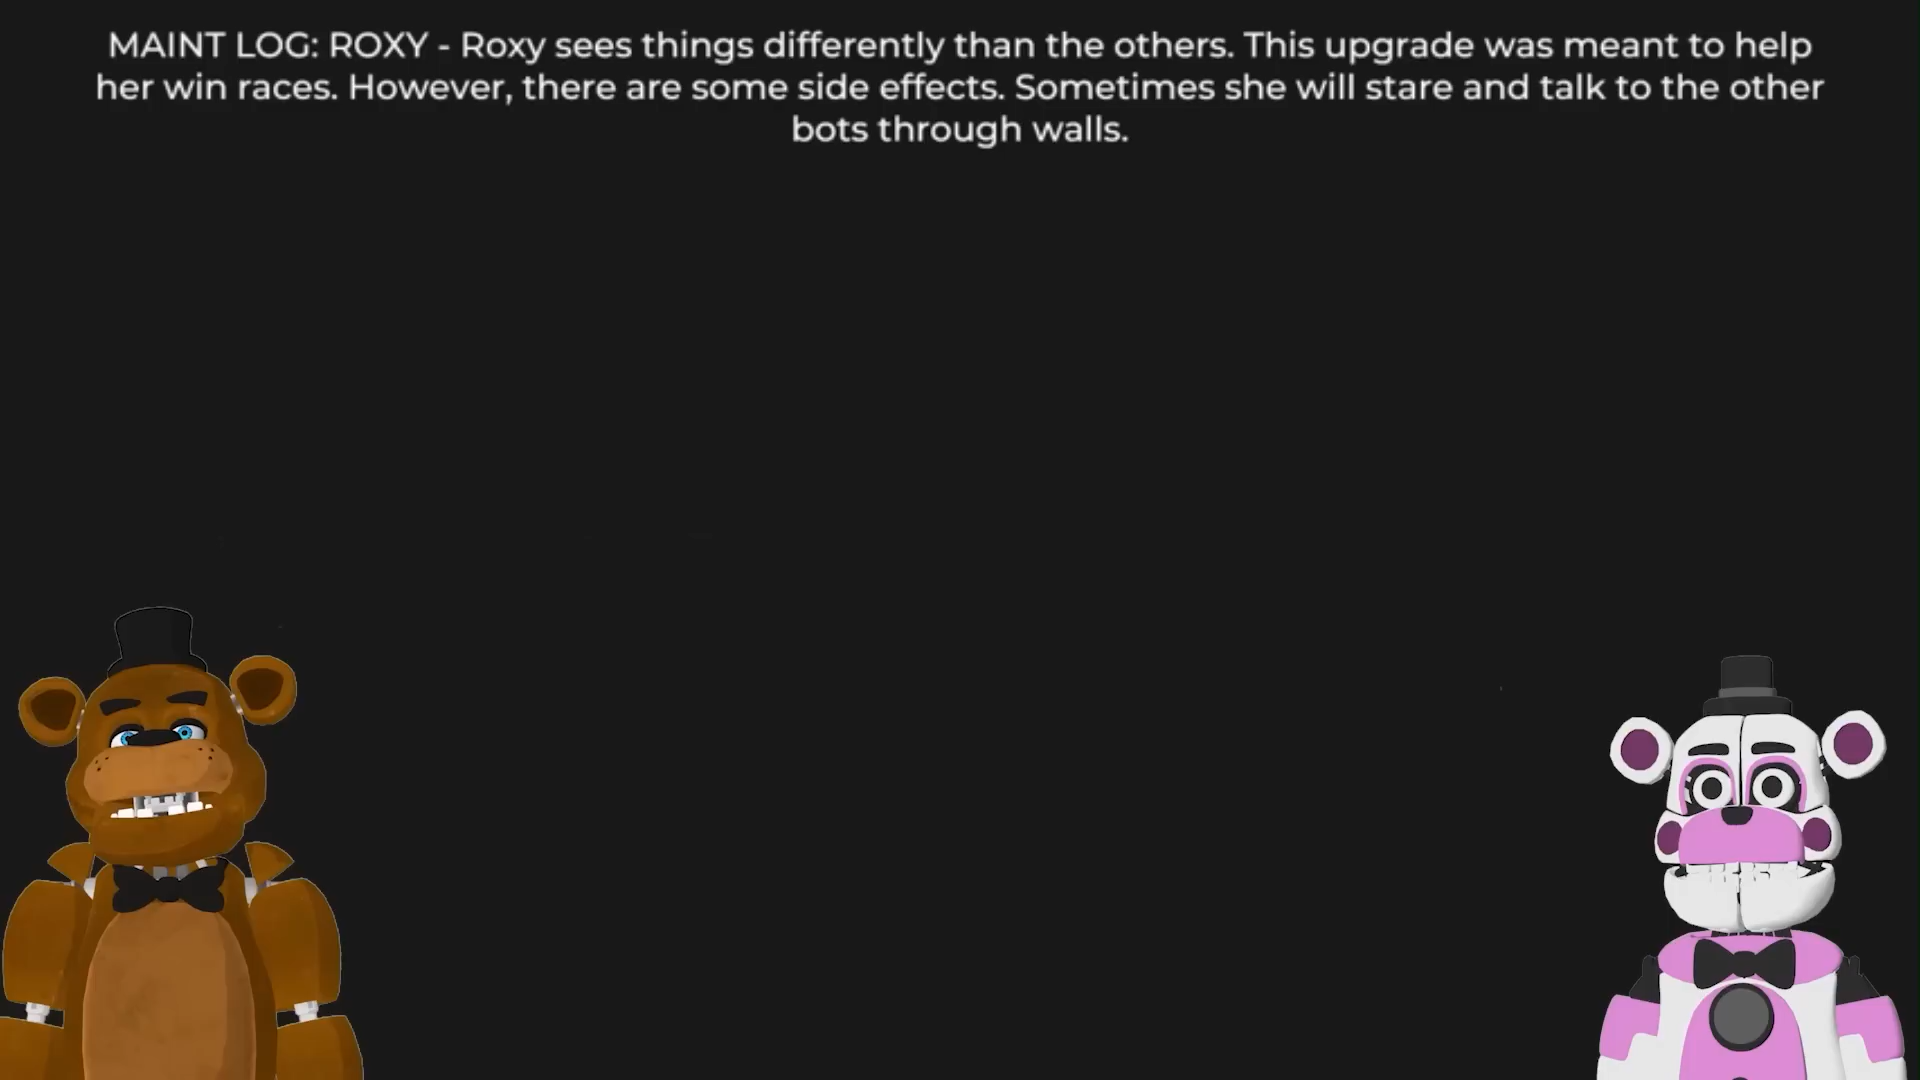 MAINT LOG: ROXY - Roxy sees things differently than the others. This upgrade was meant to help
her win races. However, there are some side effects. Sometimes she will stare and talk to the other
bots through walls.